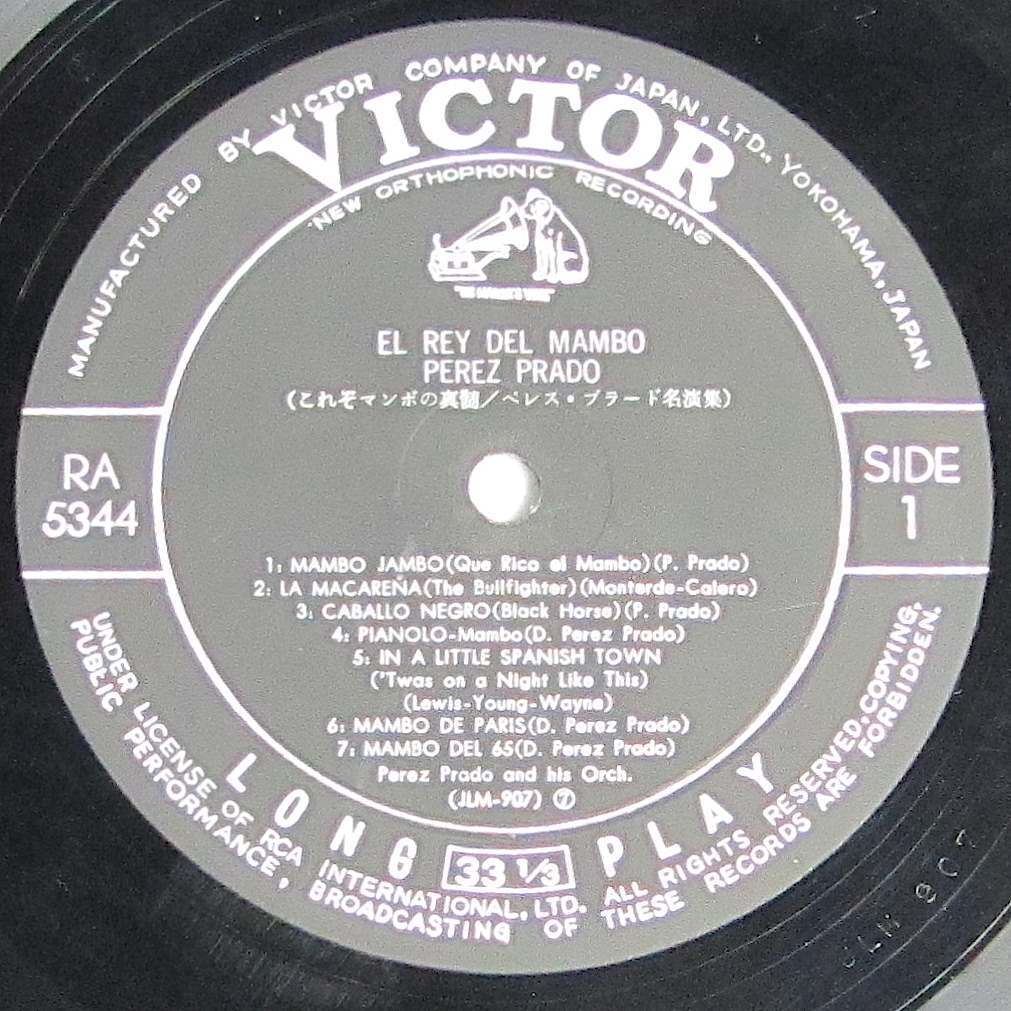 MANUFACTURED BY VICTOR COMPANY OF JAPAN, LTD., YOKOHAMA, JAPAN
VICTOR
"NEW ORTHOPHONIC" RECORDING
EL REY DEL MAMBO
PEREZ PRADO
(これぞマンボの真髄／ペレス・プラード名演集)
RA
5344
SIDE
1
1: MAMBO JAMBO(Que Rico el Mambo)(P. Prado)
2: LA MACAREÑA(The Bullfighter)(Monterde-Calero)
3: CABALLO NEGRO(Black Horse)(P. Prado)
4: PIANOLO-Mambo(D. Perez Prado)
5: IN A LITTLE SPANISH TOWN
('Twas on a Night Like This)
(Lewis-Young-Wayne)
6: MAMBO DE PARIS(D. Perez Prado)
7: MAMBO DEL 65(D. Perez Prado)
Perez Prado and his Orch.
(JLM-907) ⑦
LONG 33 1/3 PLAY
UNDER LICENSE OF RCA INTERNATIONAL, LTD. ALL RIGHTS RESERVED, COPYING,
PUBLIC PERFORMANCE, BROADCASTING OF THESE RECORDS ARE FORBIDDEN.
JLM 907